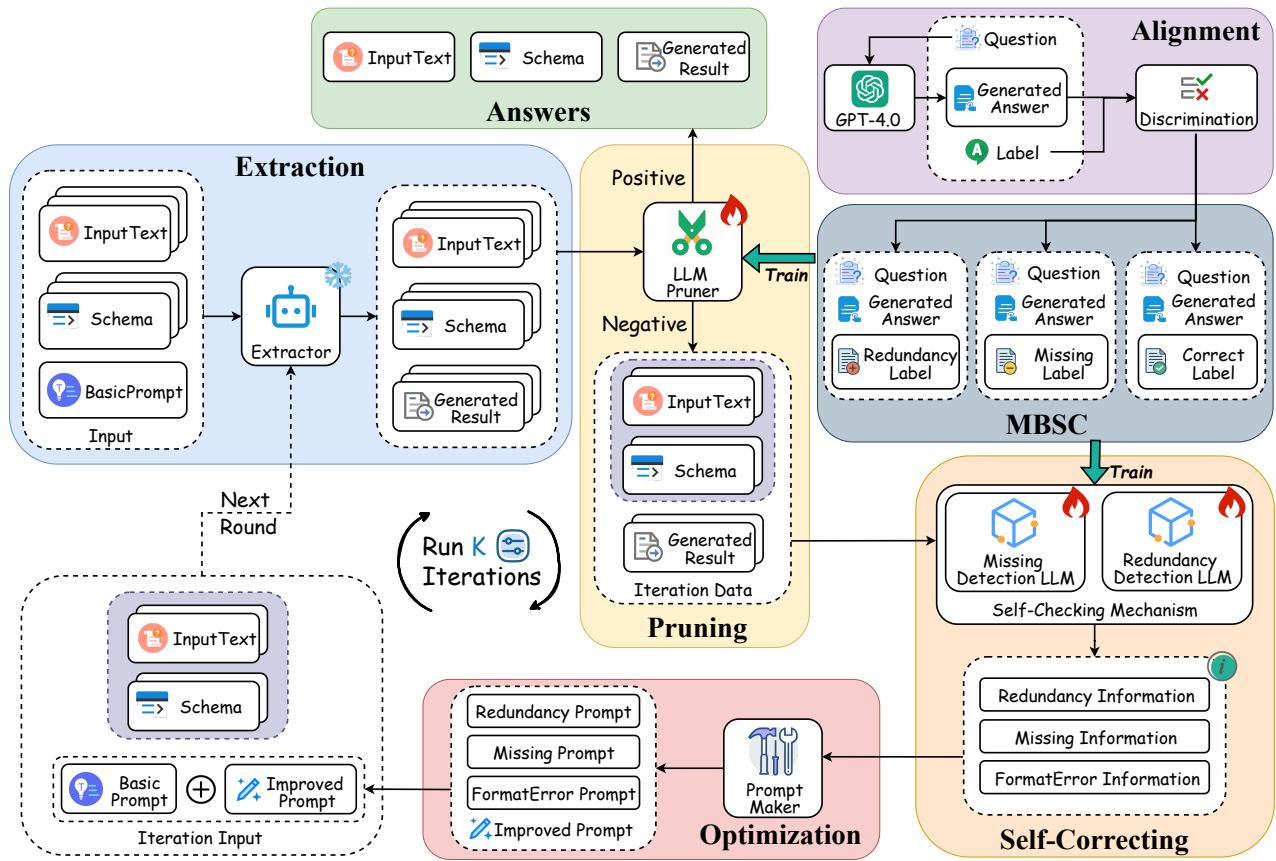 InputText
Schema
Generated
Result
Answers
Alignment
Question
GPT-4.0
Generated
Answer
A
Label
Discrimination
Extraction
InputText
Schema
BasicPrompt
Input
Extractor
InputText
Schema
Generated
Result
Positive
LLM
Pruner
Negative
Train
InputText
Schema
Generated
Result
Iteration Data
Pruning
Question
Generated
Answer
Redundancy
Label
Question
Generated
Answer
Missing
Label
Question
Generated
Answer
Correct
Label
MBSC
Train
Missing
Detection LLM
Redundancy
Detection LLM
Self-Checking Mechanism
i
Redundancy Information
Missing Information
FormatError Information
Self-Correcting
Prompt
Maker
Redundancy Prompt
Missing Prompt
FormatError Prompt
Improved Prompt
Optimization
Next
Round
Run K
Iterations
InputText
Schema
Basic
Prompt
Improved
Prompt
Iteration Input